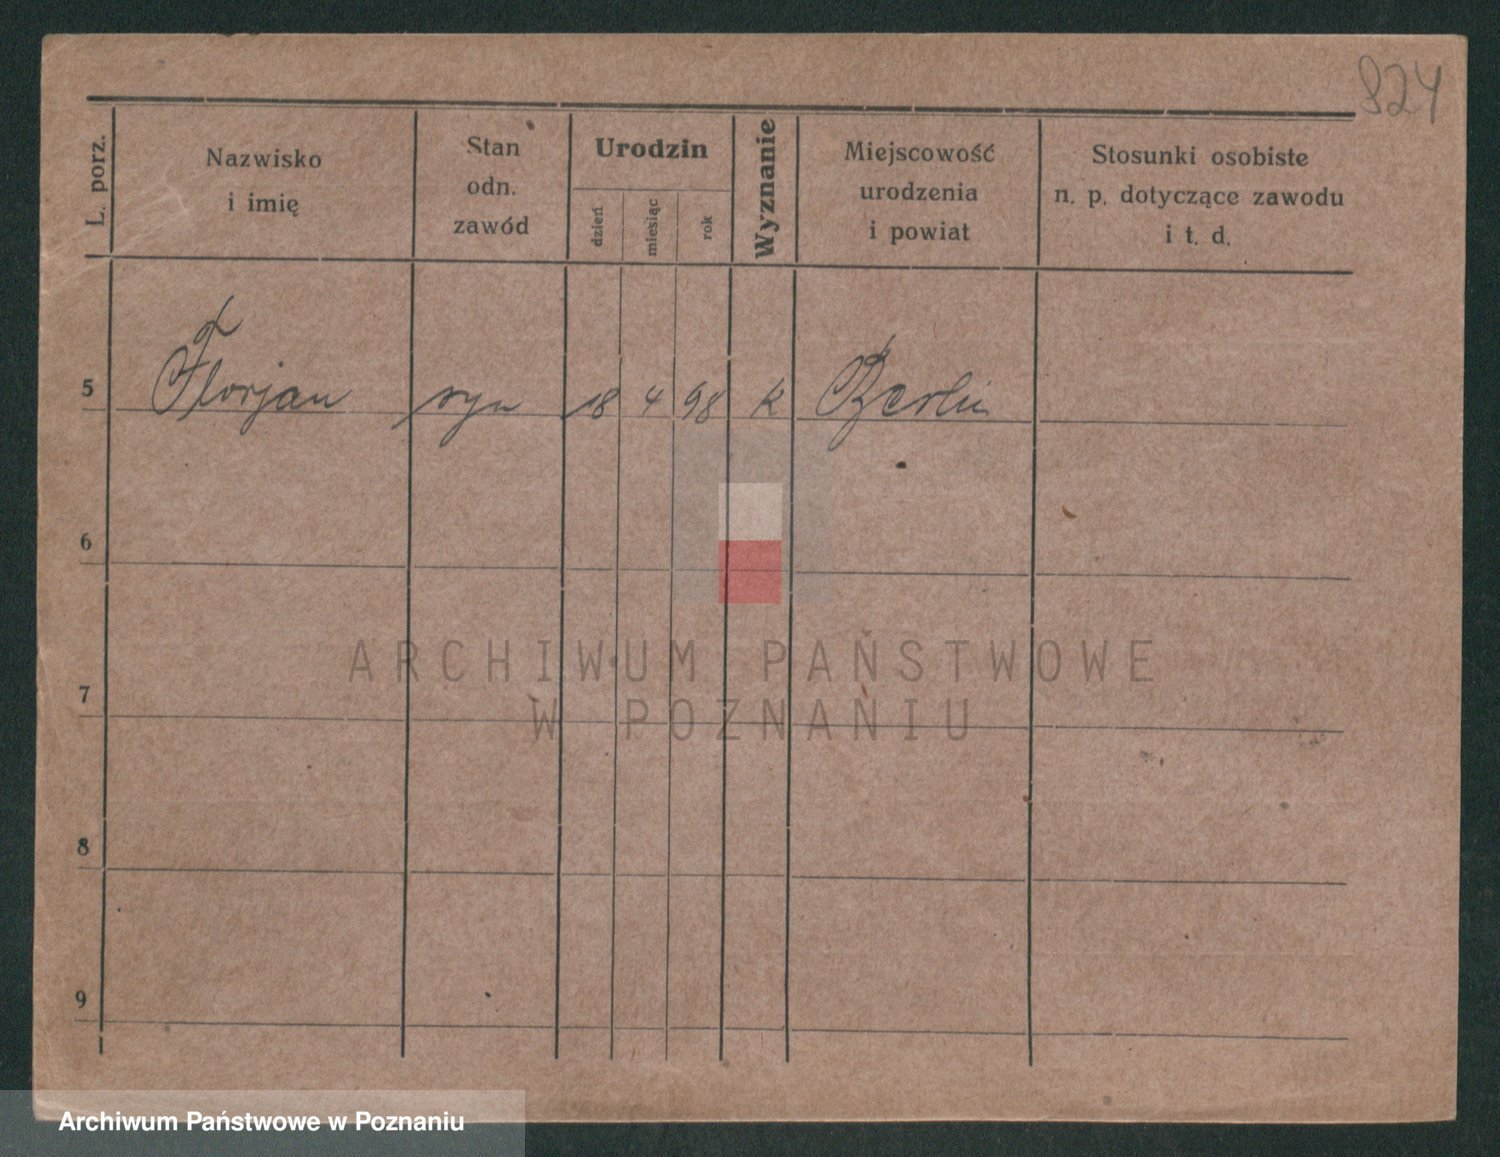 824
L. porz.
Nazwisko
i imię
Stan
odn.
zawód
Urodzin
dzień
miesiąc
rok
Wyznanie
Miejscowość
urodzenia
i powiat
Stosunki osobiste
n. p. dotyczące zawodu
i t. d.
5 Florjan syn 18 4 98 k Berlin
6
ARCHIWUM PAŃSTWOWE
7
W POZNANIU
8
9
Archiwum Państwowe w Poznaniu